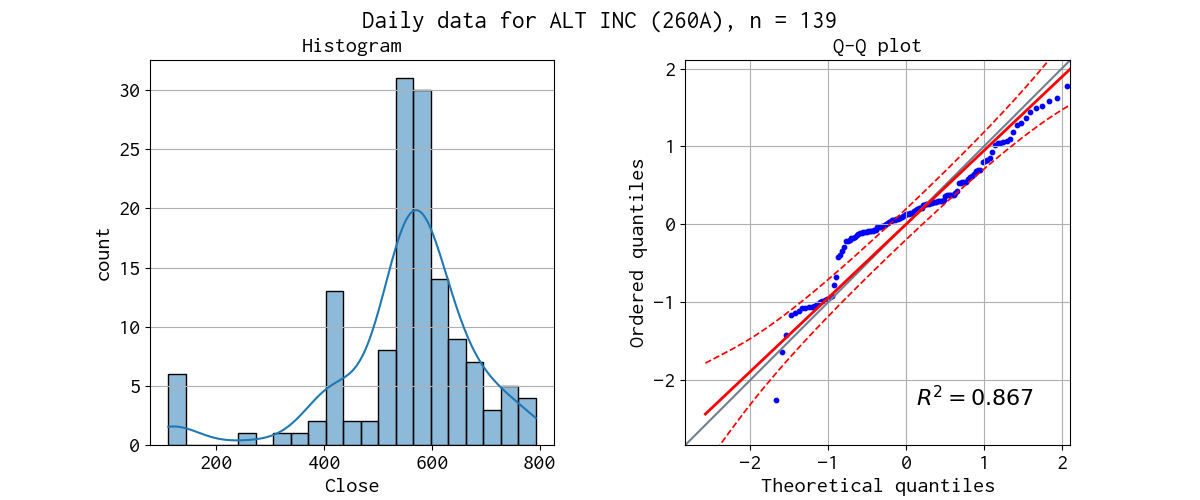 Daily data for ALT INC (260A), n = 139
Histogram
count
0
5
10
15
20
25
30
200
400
600
800
Close
Q-Q plot
Ordered quantiles
2
1
0
−1
−2
R² = 0.867
−2
−1
0
1
2
Theoretical quantiles